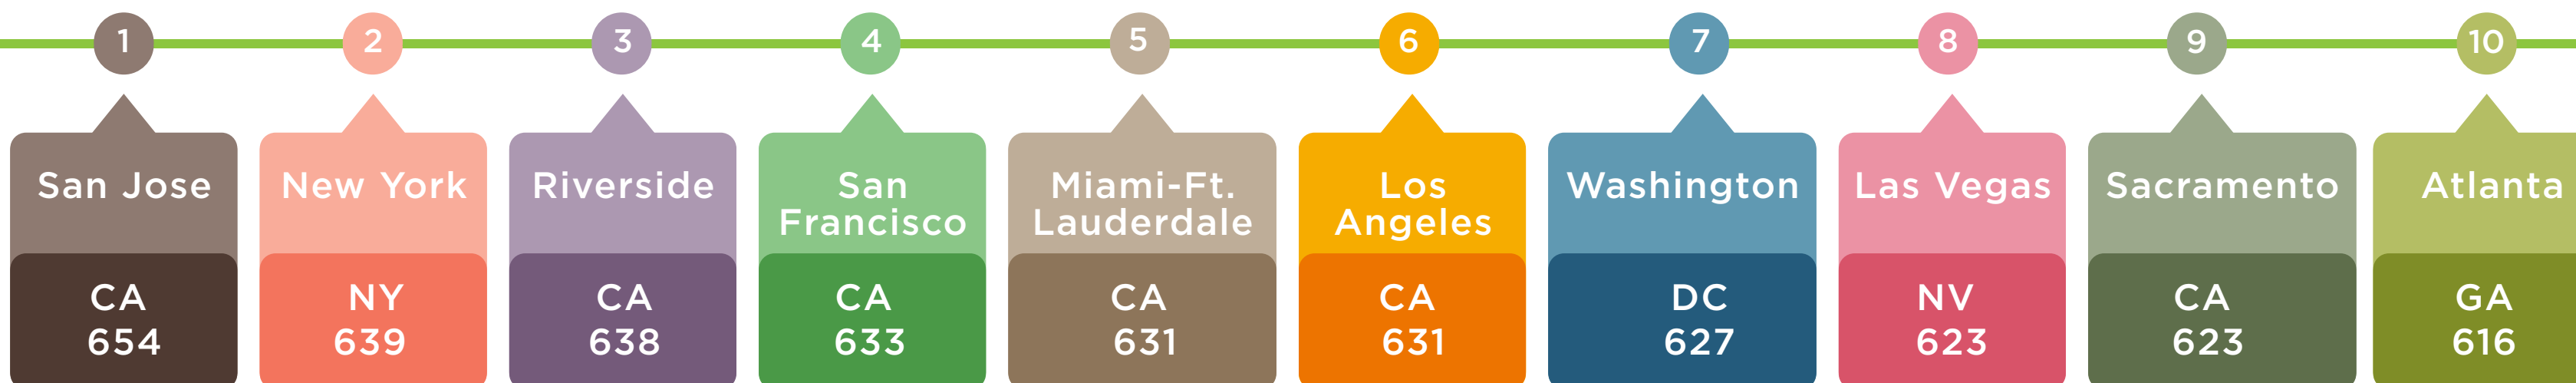 1
2
3
4
5
6
7
8
9
10
San Jose
CA
654
New York
NY
639
Riverside
CA
638
San
Francisco
CA
633
Miami-Ft.
Lauderdale
CA
631
Los
Angeles
CA
631
Washington
DC
627
Las Vegas
NV
623
Sacramento
CA
623
Atlanta
GA
616